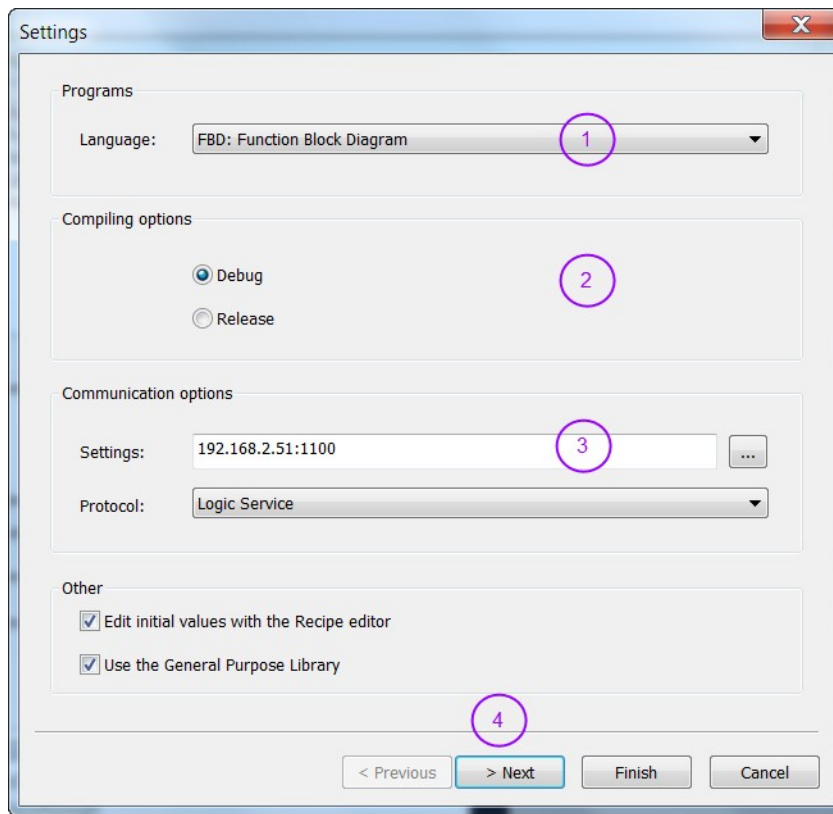 Settings
Programs
Language: FBD: Function Block Diagram 1
Compiling options
Debug
2
Release
Communication options
Settings: 192.168.2.51:1100 3 ...
Protocol: Logic Service
Other
Edit initial values with the Recipe editor
Use the General Purpose Library
4
< Previous > Next Finish Cancel